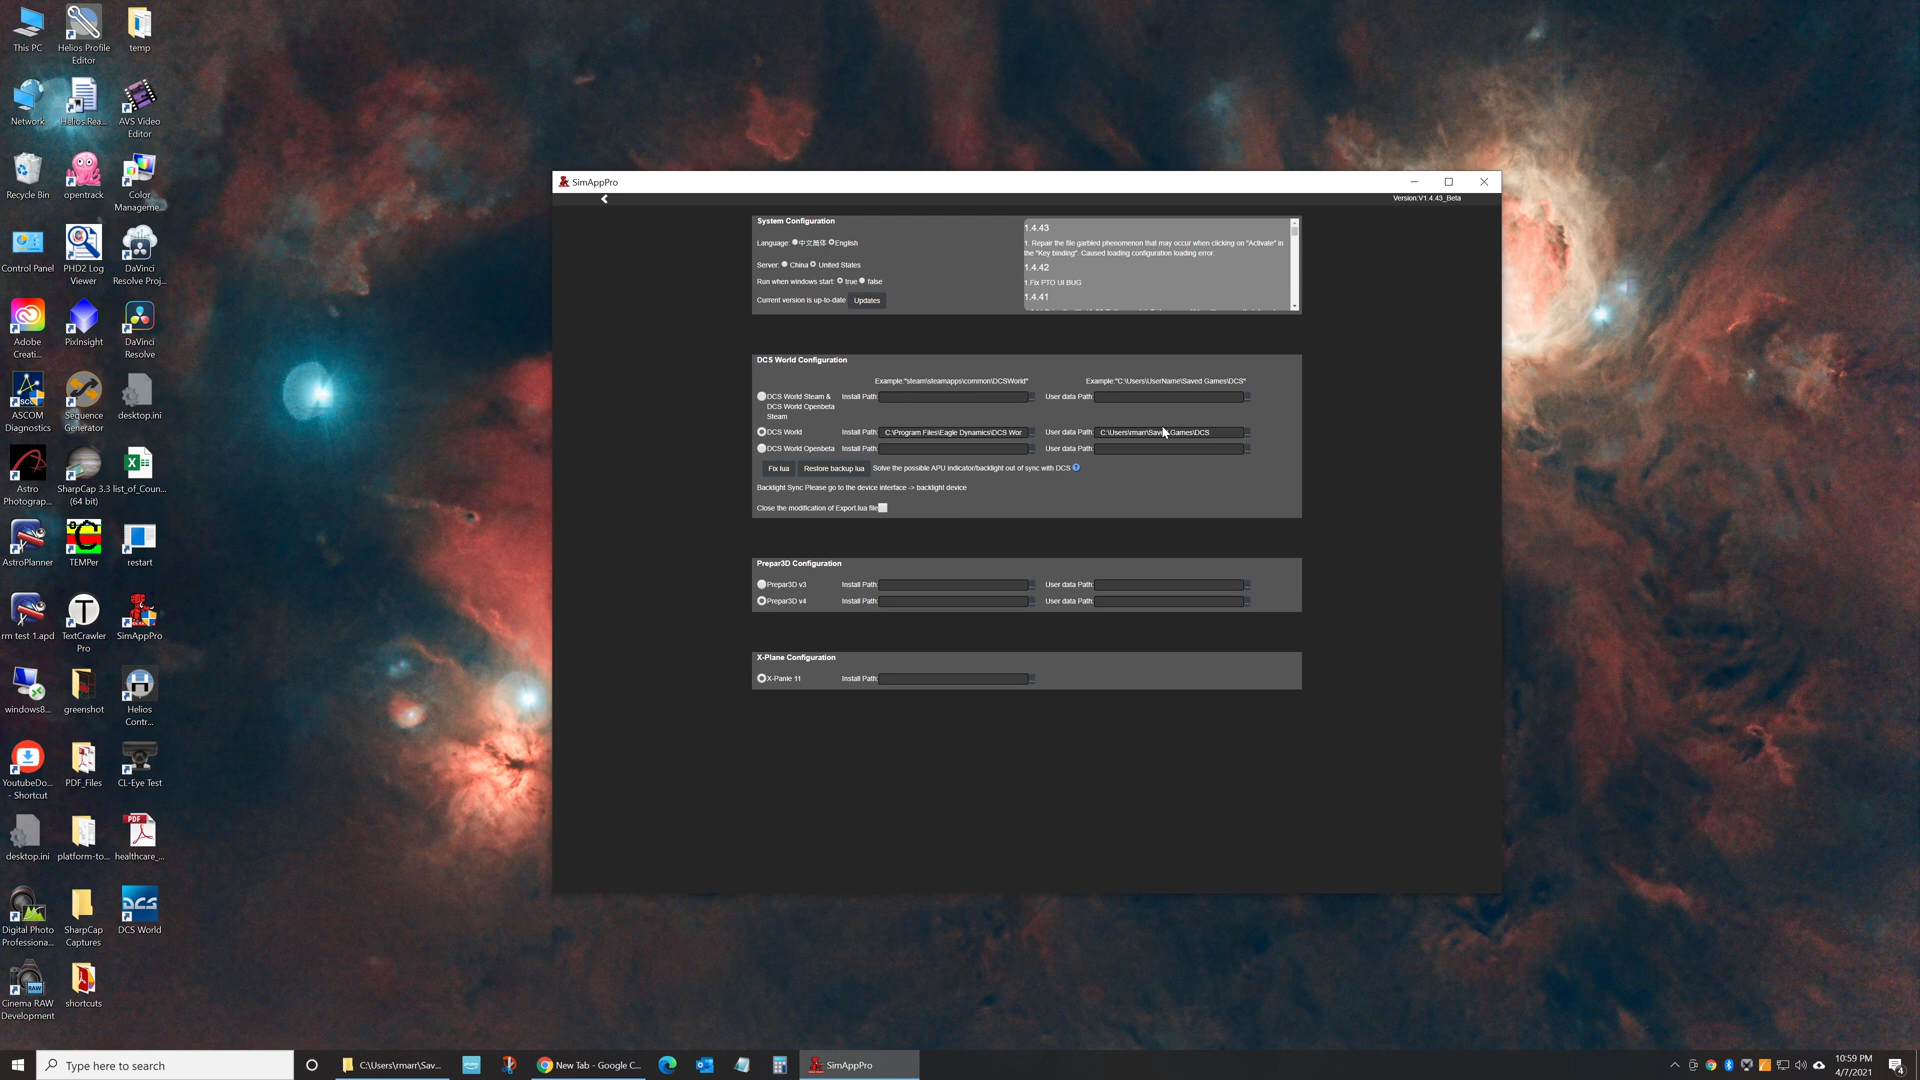 This PC
Helios Profile
Editor
temp
Network
Helios.Rea...
AVS Video
Editor
Recycle Bin
opentrack
Color
Manageme...
Control Panel
PHD2 Log
Viewer
DaVinci
Resolve Proj...
Adobe
Creati...
PixInsight
DaVinci
Resolve
ASCOM
Diagnostics
Sequence
Generator
desktop.ini
Astro
Photograp...
SharpCap 3.3
(64 bit)
list_of_Coun...
AstroPlanner
TEMPer
restart
rm test 1.apd
TextCrawler
Pro
SimAppPro
windows8...
greenshot
Helios
Contr...
YoutubeDo...
- Shortcut
PDF_Files
CL-Eye Test
desktop.ini
platform-to...
healthcare_...
Digital Photo
Professiona...
SharpCap
Captures
DCS World
Cinema RAW
Development
shortcuts
SimAppPro
Version:V1.4.43_Beta
System Configuration
Language: 中文简体 English
Server: China United States
Run when windows start: true false
Current version is up-to-date Updates
1.4.43
1. Repair the file garbled phenomenon that may occur when clicking on "Activate" in
the "Key binding". Caused loading configuration loading error.
1.4.42
1.Fix PTO UI BUG
1.4.41
DCS World Configuration
Example:"steam\steamapps\common\DCSWorld" Example:"C:\Users\UserName\Saved Games\DCS"
DCS World Steam &
DCS World Openbeta
Steam
Install Path: User data Path:
DCS World Install Path: C:\Program Files\Eagle Dynamics\DCS Wor User data Path: C:\Users\rmarr\Saved Games\DCS
DCS World Openbeta Install Path: User data Path:
Fix lua Restore backup lua Solve the possible APU indicator/backlight out of sync with DCS ?
Backlight Sync Please go to the device interface -> backlight device
Close the modification of Export.lua file
Prepar3D Configuration
Prepar3D v3 Install Path: User data Path:
Prepar3D v4 Install Path: User data Path:
X-Plane Configuration
X-Panle 11 Install Path:
Type here to search
C:\Users\rmarr\Sav...
New Tab - Google C...
SimAppPro
10:59 PM
4/7/2021
4